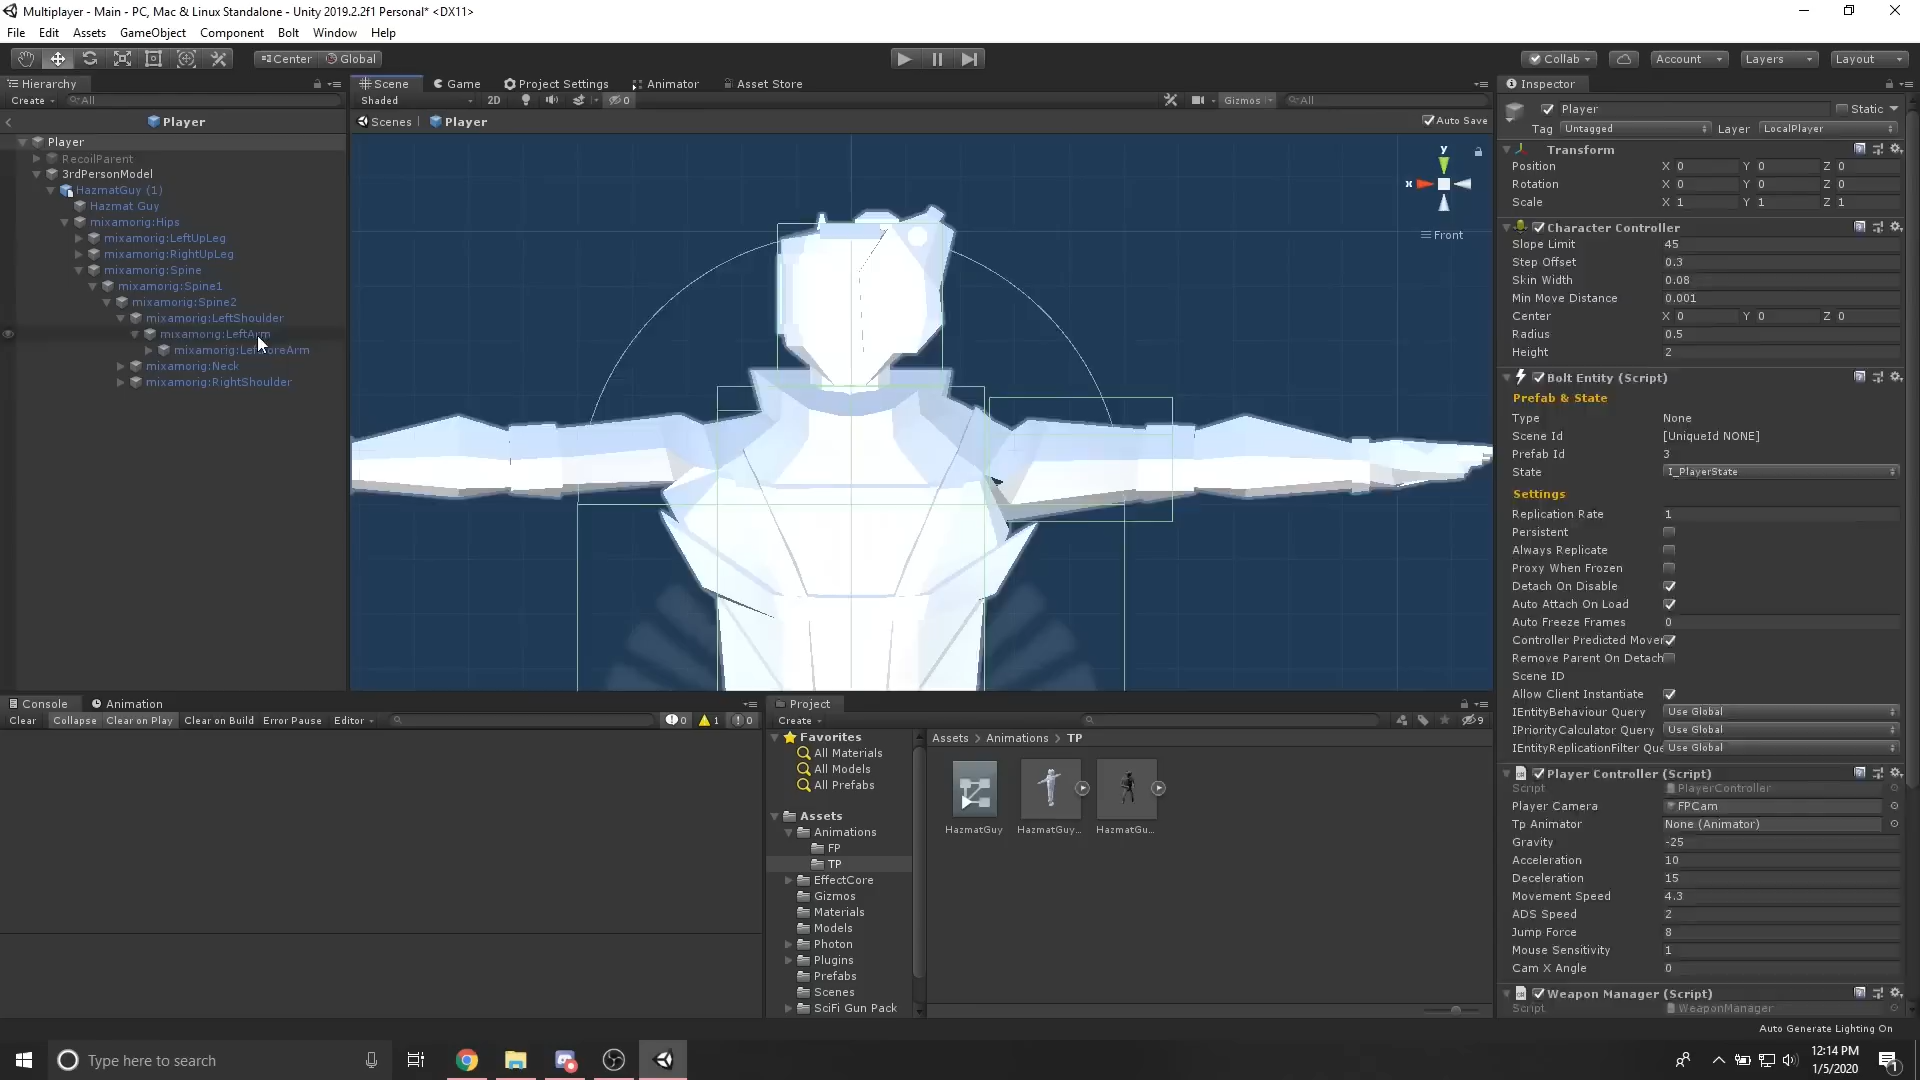 Multiplayer - Main - PC, Mac & Linux Standalone - Unity 2019.2.2f1 Personal* <DX11>
File Edit Assets GameObject Component Bolt Window Help
Center Global
Collab Account Layers Layout
Hierarchy
Create All
Player
Player
RecoilParent
3rdPersonModel
HazmatGuy (1)
Hazmat Guy
mixamorig:Hips
mixamorig:LeftUpLeg
mixamorig:RightUpLeg
mixamorig:Spine
mixamorig:Spine1
mixamorig:Spine2
mixamorig:LeftShoulder
mixamorig:LeftArm
mixamorig:LeftForeArm
mixamorig:Neck
mixamorig:RightShoulder
Scene Game Project Settings Animator Asset Store
Shaded 2D 0 Gizmos All
Scenes Player Auto Save
y
x
Front
Inspector
Player Static
Tag Untagged Layer LocalPlayer
Transform
Position X 0 Y 0 Z 0
Rotation X 0 Y 0 Z 0
Scale X 1 Y 1 Z 1
Character Controller
Slope Limit 45
Step Offset 0.3
Skin Width 0.08
Min Move Distance 0.001
Center X 0 Y 0 Z 0
Radius 0.5
Height 2
Bolt Entity (Script)
Prefab & State
Type None
Scene Id [UniqueId NONE]
Prefab Id 3
State I_PlayerState
Settings
Replication Rate 1
Persistent
Always Replicate
Proxy When Frozen
Detach On Disable
Auto Attach On Load
Auto Freeze Frames 0
Controller Predicted Mover
Remove Parent On Detach
Scene ID
Allow Client Instantiate
IEntityBehaviour Query Use Global
IPriorityCalculator Query Use Global
IEntityReplicationFilter Que Use Global
Player Controller (Script)
Script PlayerController
Player Camera FPCam
Tp Animator None (Animator)
Gravity -25
Acceleration 10
Deceleration 15
Movement Speed 4.3
ADS Speed 2
Jump Force 8
Mouse Sensitivity 1
Cam X Angle 0
Weapon Manager (Script)
Script WeaponManager
Auto Generate Lighting On
Console Animation
Clear Collapse Clear on Play Clear on Build Error Pause Editor 0 1 0
Project
Create 9
Favorites
All Materials
All Models
All Prefabs
Assets
Animations
FP
TP
EffectCore
Gizmos
Materials
Models
Photon
Plugins
Prefabs
Scenes
SciFi Gun Pack
Assets > Animations > TP
HazmatGuy HazmatGuy... HazmatGu...
Type here to search
12:14 PM
1/5/2020
1